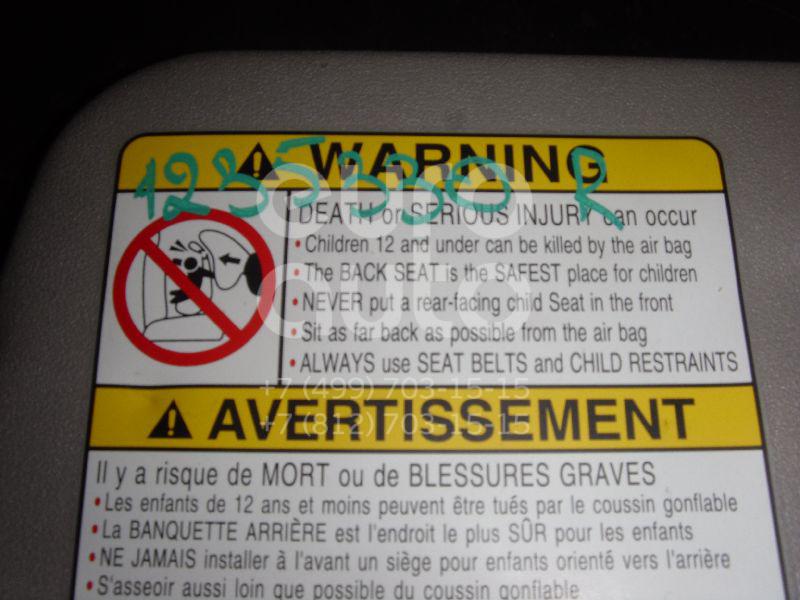 WARNING
1235330 R
DEATH or SERIOUS INJURY can occur
• Children 12 and under can be killed by the air bag
• The BACK SEAT is the SAFEST place for children
• NEVER put a rear-facing child Seat in the front
• Sit as far back as possible from the air bag
• ALWAYS use SEAT BELTS and CHILD RESTRAINTS
auto
auto
+7 (499) 703-15-15
+7 (812) 703-15-15
AVERTISSEMENT
Il y a risque de MORT ou de BLESSURES GRAVES
• Les enfants de 12 ans et moins peuvent être tués par le coussin gonflable
• La BANQUETTE ARRIÈRE est l'endroit le plus SÛR pour les enfants
• NE JAMAIS installer à l'avant un siège pour enfants orienté vers l'arrière
• S'asseoir aussi loin que possible du coussin gonflable